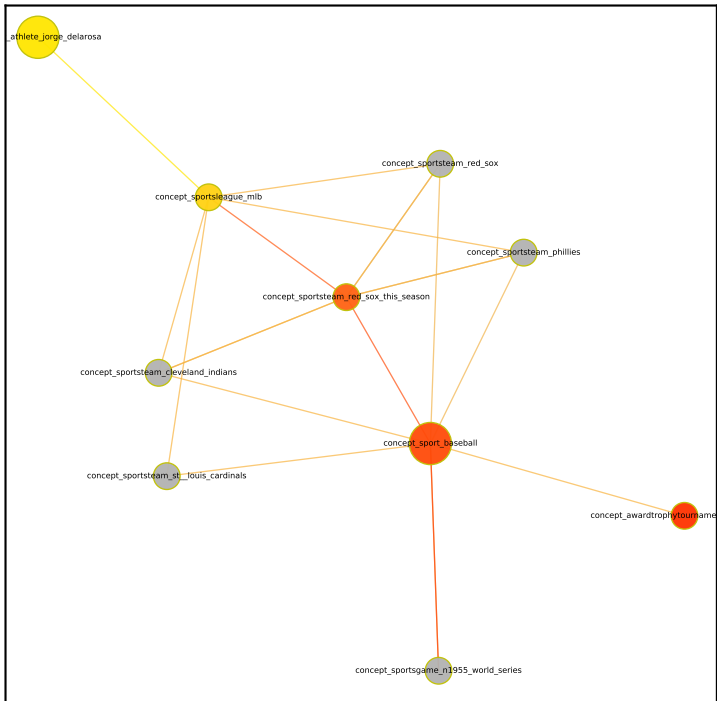 _athlete_jorge_delarosa
concept_sportsteam_red_sox
concept_sportsleague_mlb
concept_sportsteam_phillies
concept_sportsteam_red_sox_this_season
concept_sportsteam_cleveland_indians
concept_sport_baseball
concept_sportsteam_st__louis_cardinals
concept_awardtrophytourname
concept_sportsgame_n1955_world_series